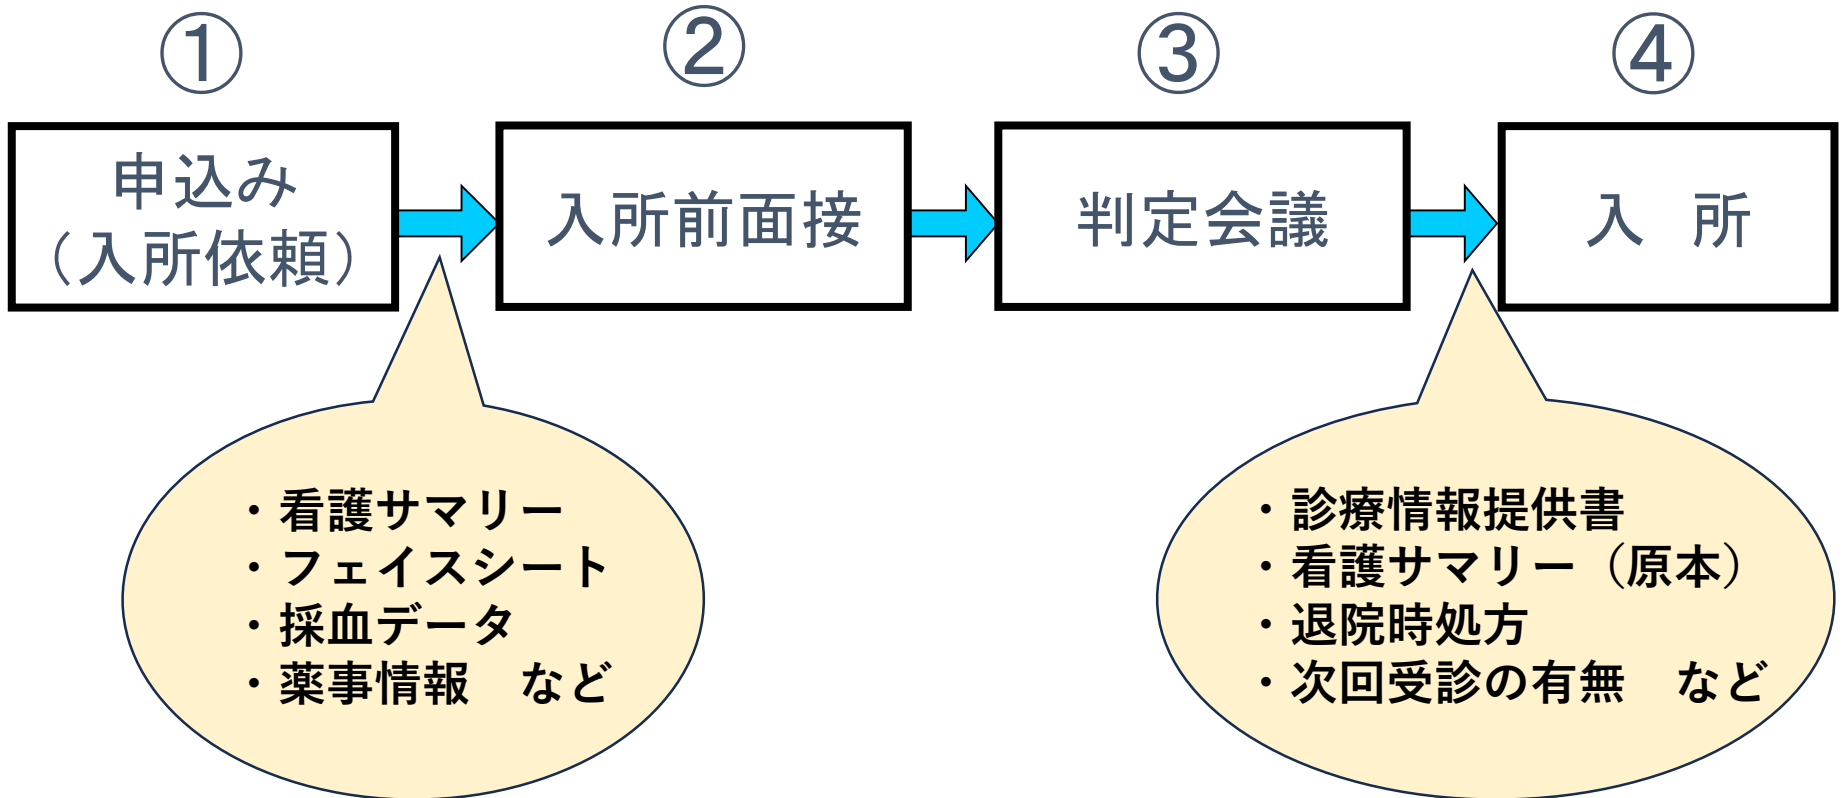 ①
②
③
④
申込み
（入所依頼）
入所前面接
判定会議
入　所
・看護サマリー
・フェイスシート
・採血データ
・薬事情報　など
・診療情報提供書
・看護サマリー（原本）
・退院時処方
・次回受診の有無　など